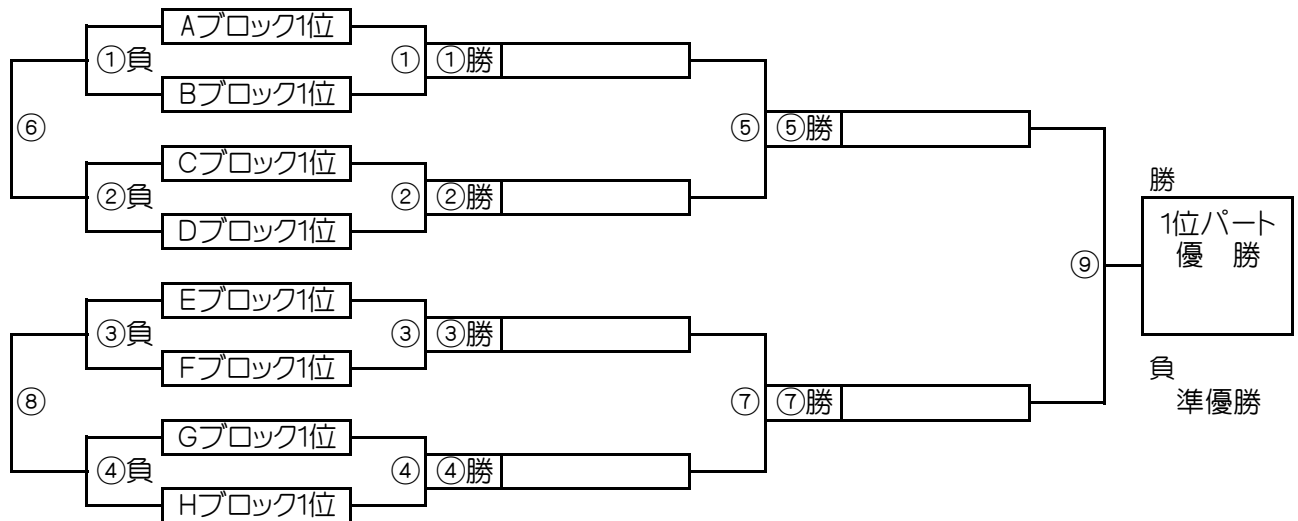 Aブロック1位
①負
①
①勝
Bブロック1位
⑥
⑤
⑤勝
Cブロック1位
②負
②
②勝
Dブロック1位
勝
1位パート
優 勝
⑨
Eブロック1位
③負
③
③勝
Fブロック1位
負
準優勝
⑧
⑦
⑦勝
Gブロック1位
④負
④
④勝
Hブロック1位